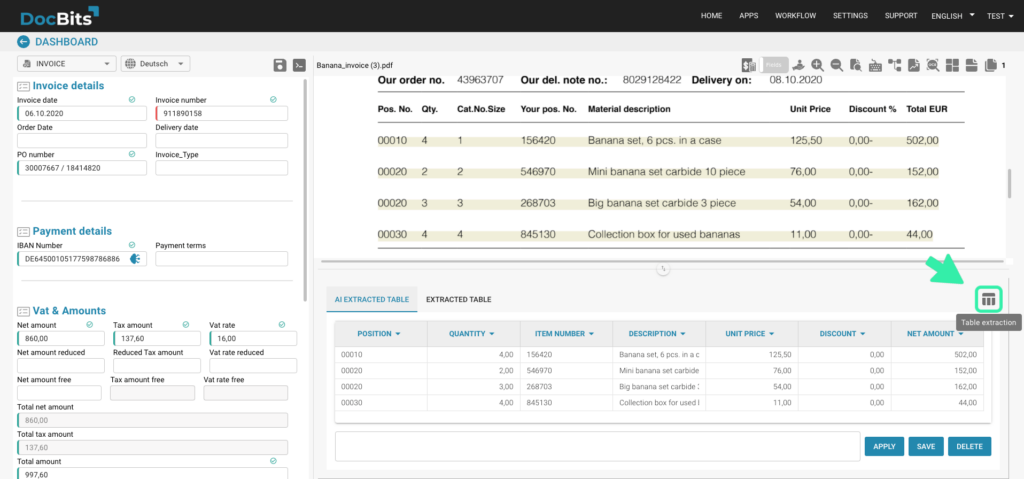 DocBits
HOME APPS WORKFLOW SETTINGS SUPPORT ENGLISH TEST
DASHBOARD
INVOICE Deutsch
Invoice details
Invoice date Invoice number
06.10.2020 911890158
Order Date Delivery date
PO number Invoice_Type
30007667 / 18414820
Payment details
IBAN Number Payment terms
DE64500105177598786886
Vat & Amounts
Net amount Tax amount Vat rate
860,00 137,60 16,00
Net amount reduced Reduced Tax amount Vat rate reduced
Net amount free Tax amount free Vat rate free
Total net amount
860,00
Total tax amount
137,60
Total amount
997,60
Banana_invoice (3).pdf 1
Our order no. 43963707 Our del. note no.: 8029128422 Delivery on: 08.10.2020
Pos. No. Qty. Cat.No.Size Your pos. No. Material description Unit Price Discount % Total EUR
00010 4 1 156420 Banana set, 6 pcs. in a case 125,50 0,00- 502,00
00020 2 2 546970 Mini banana set carbide 10 piece 76,00 0,00- 152,00
00020 3 3 268703 Big banana set carbide 3 piece 54,00 0,00- 162,00
00030 4 4 845130 Collection box for used bananas 11,00 0,00- 44,00
AI EXTRACTED TABLE EXTRACTED TABLE
Table extraction
POSITION QUANTITY ITEM NUMBER DESCRIPTION UNIT PRICE DISCOUNT NET AMOUNT
00010 4,00 156420 Banana set, 6 pcs. in a c 125,50 0,00 502,00
00020 2,00 546970 Mini banana set carbide 76,00 0,00 152,00
00020 3,00 268703 Big banana set carbide 54,00 0,00 162,00
00030 4,00 845130 Collection box for used 11,00 0,00 44,00
APPLY SAVE DELETE